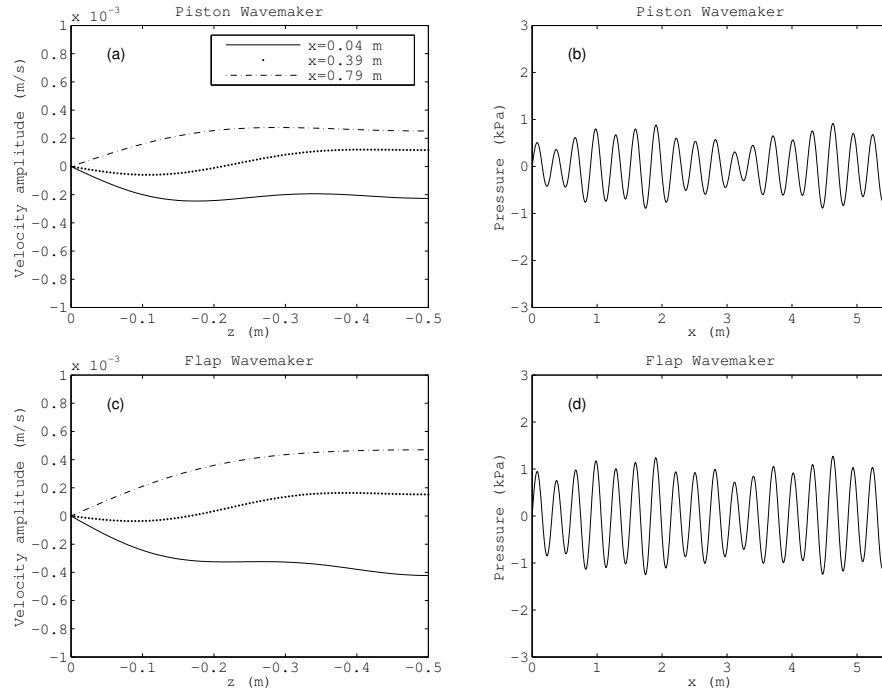 Piston Wavemaker
x 10⁻³
(a)
x=0.04 m
x=0.39 m
x=0.79 m
Velocity amplitude (m/s)
1
0.8
0.6
0.4
0.2
0
−0.2
−0.4
−0.6
−0.8
−1
0 −0.1 −0.2 −0.3 −0.4 −0.5
z (m)
Piston Wavemaker
(b)
Pressure (kPa)
3
2
1
0
−1
−2
−3
0 1 2 3 4 5
x (m)
Flap Wavemaker
x 10⁻³
(c)
Velocity amplitude (m/s)
1
0.8
0.6
0.4
0.2
0
−0.2
−0.4
−0.6
−0.8
−1
0 −0.1 −0.2 −0.3 −0.4 −0.5
z (m)
Flap Wavemaker
(d)
Pressure (kPa)
3
2
1
0
−1
−2
−3
0 1 2 3 4 5
x (m)